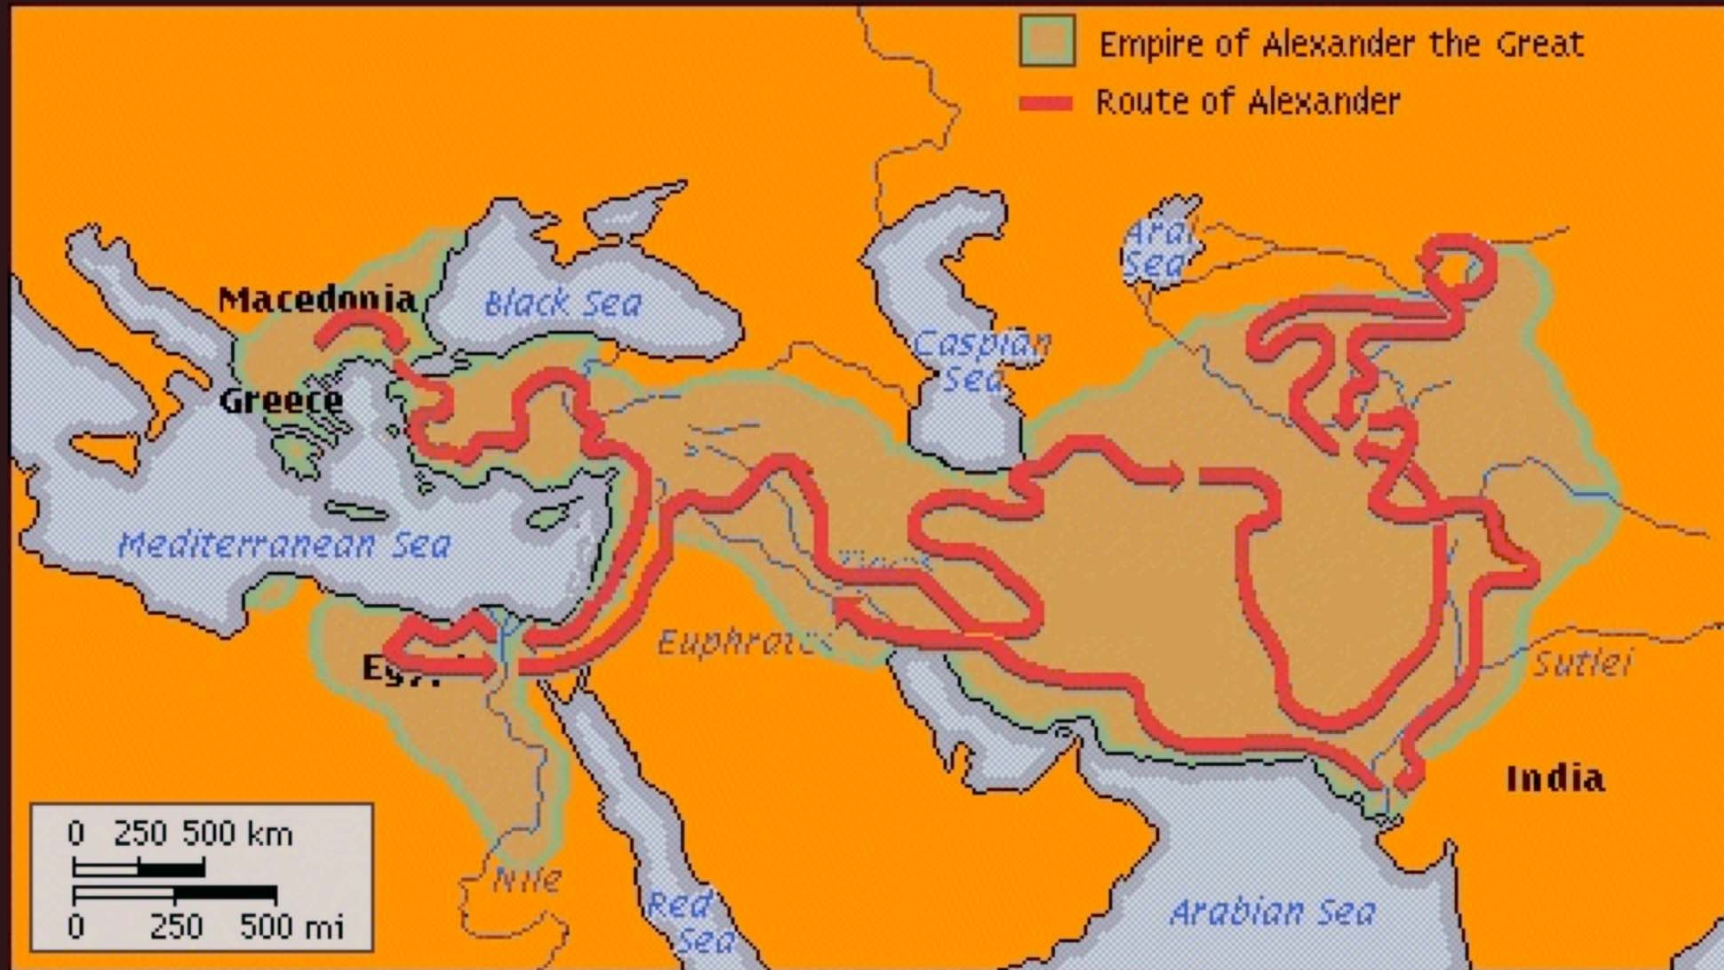 Empire of Alexander the Great
Route of Alexander
Aral
Sea
Macedonia
Black Sea
Caspian
Sea
Greece
Mediterranean Sea
Euphrates
Sutlej
India
0 250 500 km
0 250 500 mi
Nile
Red
Sea
Arabian Sea